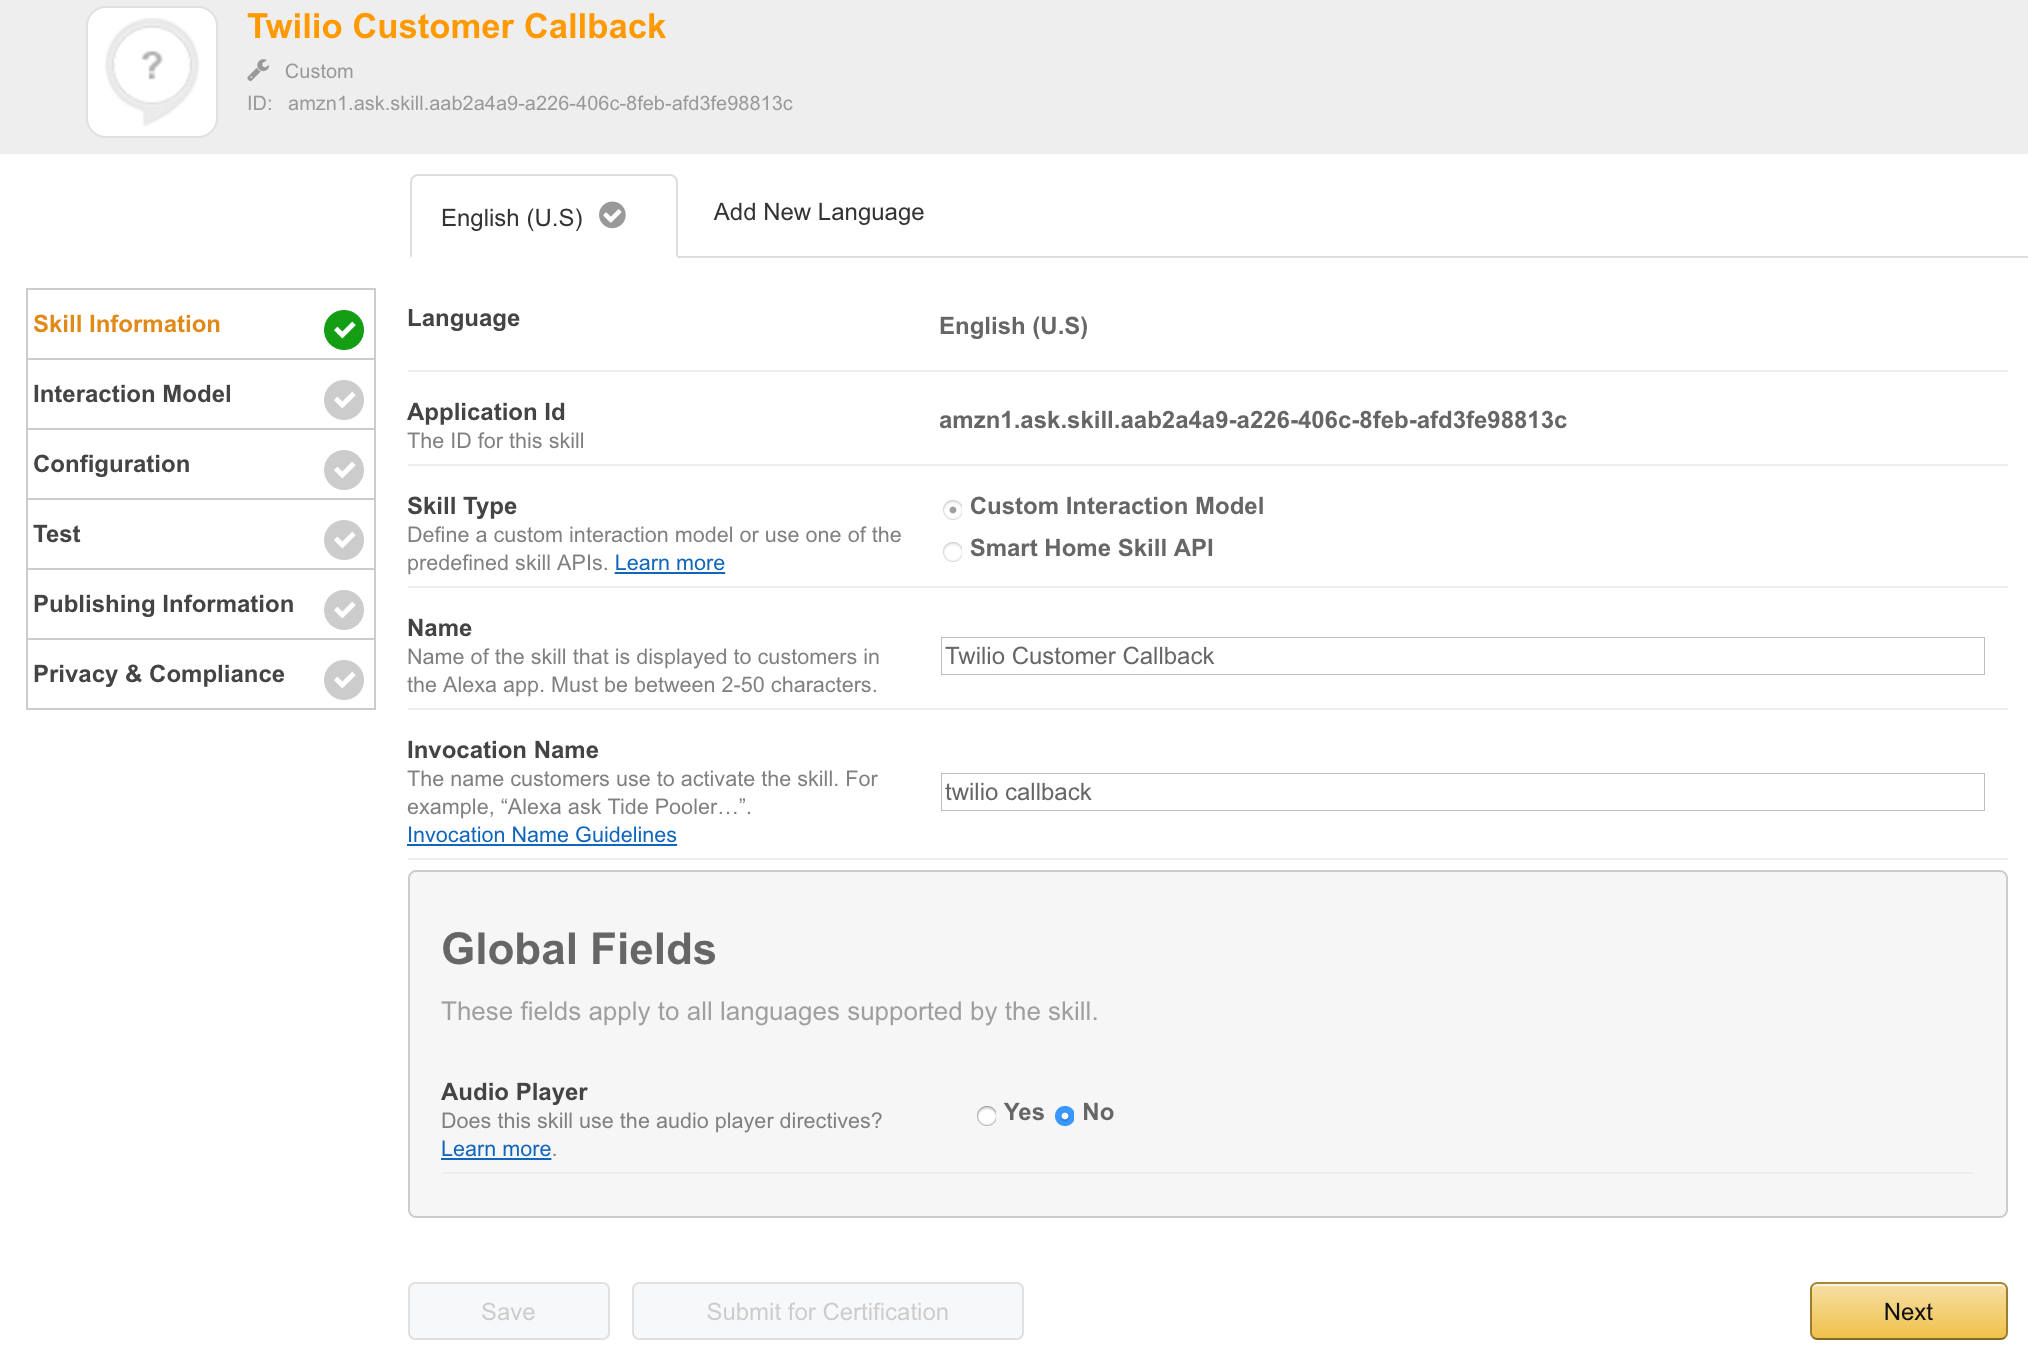 ?
Twilio Customer Callback
Custom
ID: amzn1.ask.skill.aab2a4a9-a226-406c-8feb-afd3fe98813c
English (U.S)
Add New Language
Skill Information
Interaction Model
Configuration
Test
Publishing Information
Privacy & Compliance
Language
English (U.S)
Application Id
The ID for this skill
amzn1.ask.skill.aab2a4a9-a226-406c-8feb-afd3fe98813c
Skill Type
Define a custom interaction model or use one of the
predefined skill APIs. Learn more
Custom Interaction Model
Smart Home Skill API
Name
Name of the skill that is displayed to customers in
the Alexa app. Must be between 2-50 characters.
Twilio Customer Callback
Invocation Name
The name customers use to activate the skill. For
example, “Alexa ask Tide Pooler…”.
Invocation Name Guidelines
twilio callback
Global Fields
These fields apply to all languages supported by the skill.
Audio Player
Does this skill use the audio player directives?
Learn more.
Yes No
Save
Submit for Certification
Next